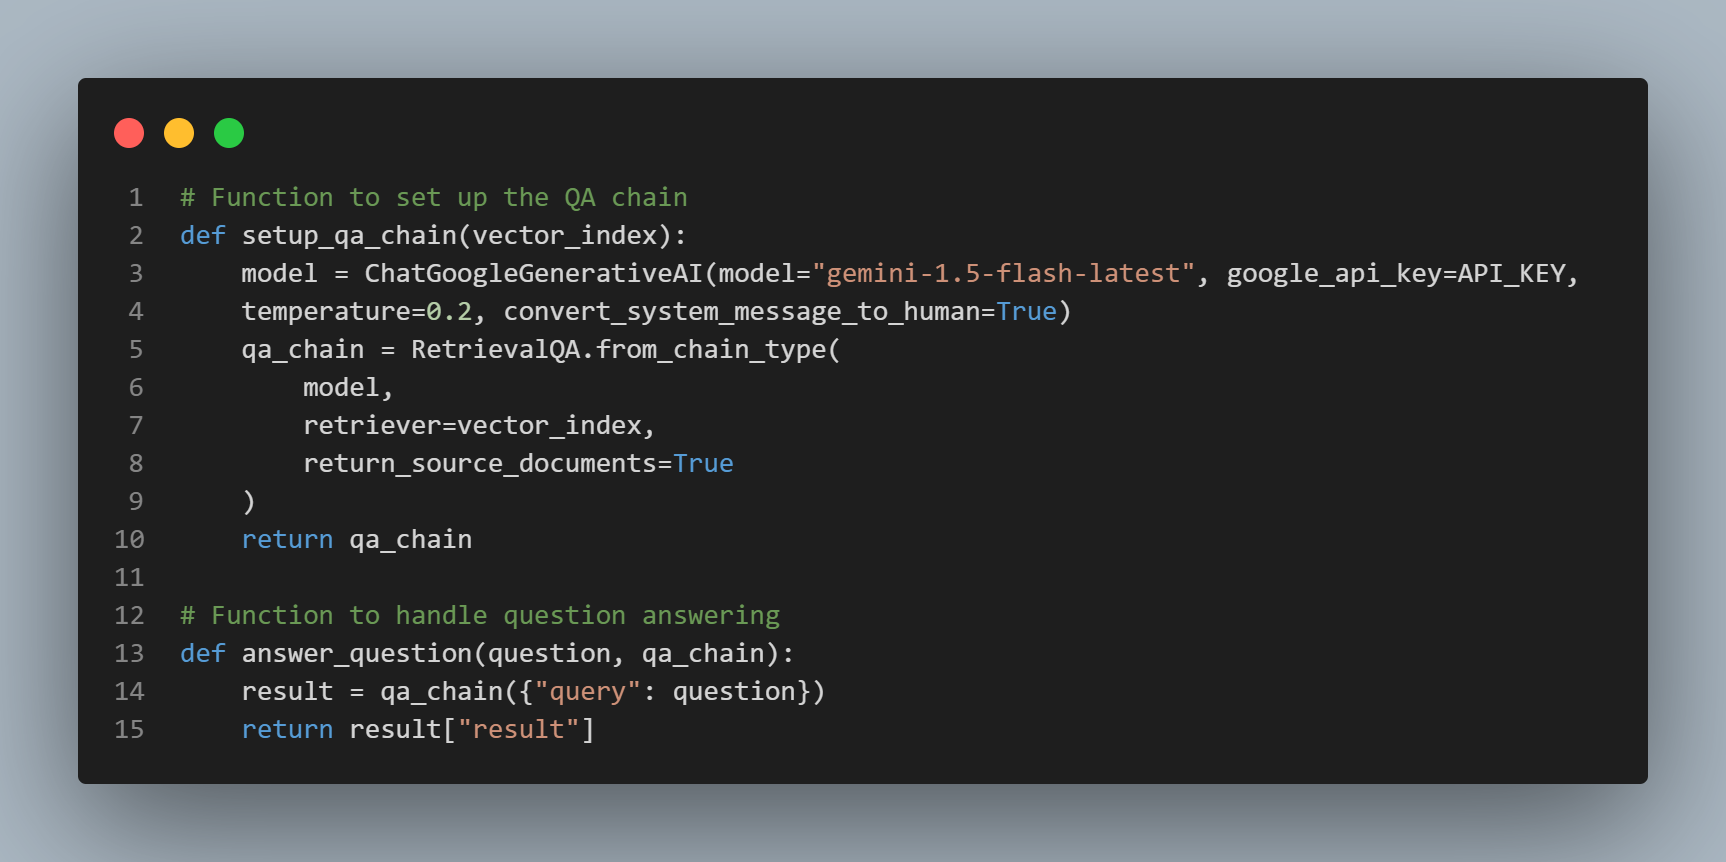 1 # Function to set up the QA chain
2 def setup_qa_chain(vector_index):
3     model = ChatGoogleGenerativeAI(model="gemini-1.5-flash-latest", google_api_key=API_KEY,
4     temperature=0.2, convert_system_message_to_human=True)
5     qa_chain = RetrievalQA.from_chain_type(
6         model,
7         retriever=vector_index,
8         return_source_documents=True
9     )
10     return qa_chain
11
12 # Function to handle question answering
13 def answer_question(question, qa_chain):
14     result = qa_chain({"query": question})
15     return result["result"]